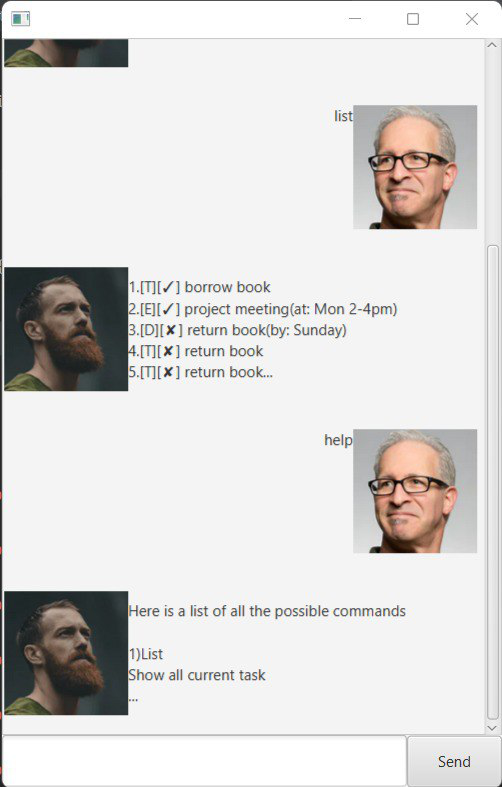 list
1.[T][✓] borrow book
2.[E][✓] project meeting(at: Mon 2-4pm)
3.[D][✘] return book(by: Sunday)
4.[T][✘] return book
5.[T][✘] return book...
help
Here is a list of all the possible commands
1)List
Show all current task
...
Send